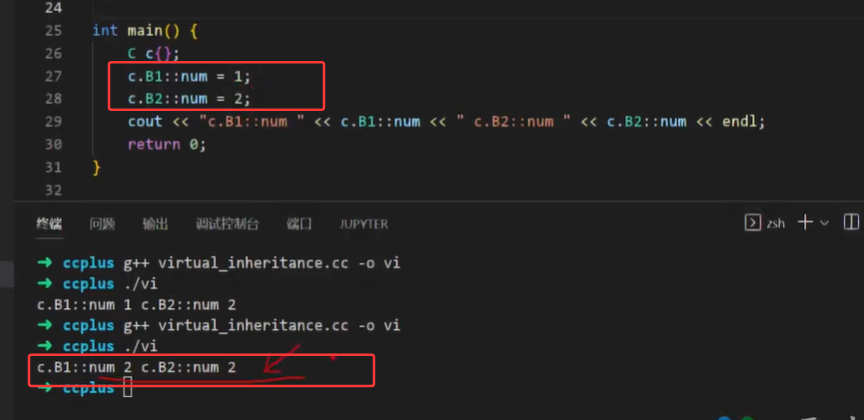 24
25 int main() {
26 C c{};
27 c.B1::num = 1;
28 c.B2::num = 2;
29 cout << "c.B1::num " << c.B1::num << " c.B2::num " << c.B2::num << endl;
30 return 0;
31 }
32
终端 问题 输出 调试控制台 端口 JUPYTER zsh
➜ ccplus g++ virtual_inheritance.cc -o vi
➜ ccplus ./vi
c.B1::num 1 c.B2::num 2
➜ ccplus g++ virtual_inheritance.cc -o vi
➜ ccplus ./vi
c.B1::num 2 c.B2::num 2
➜ ccplus